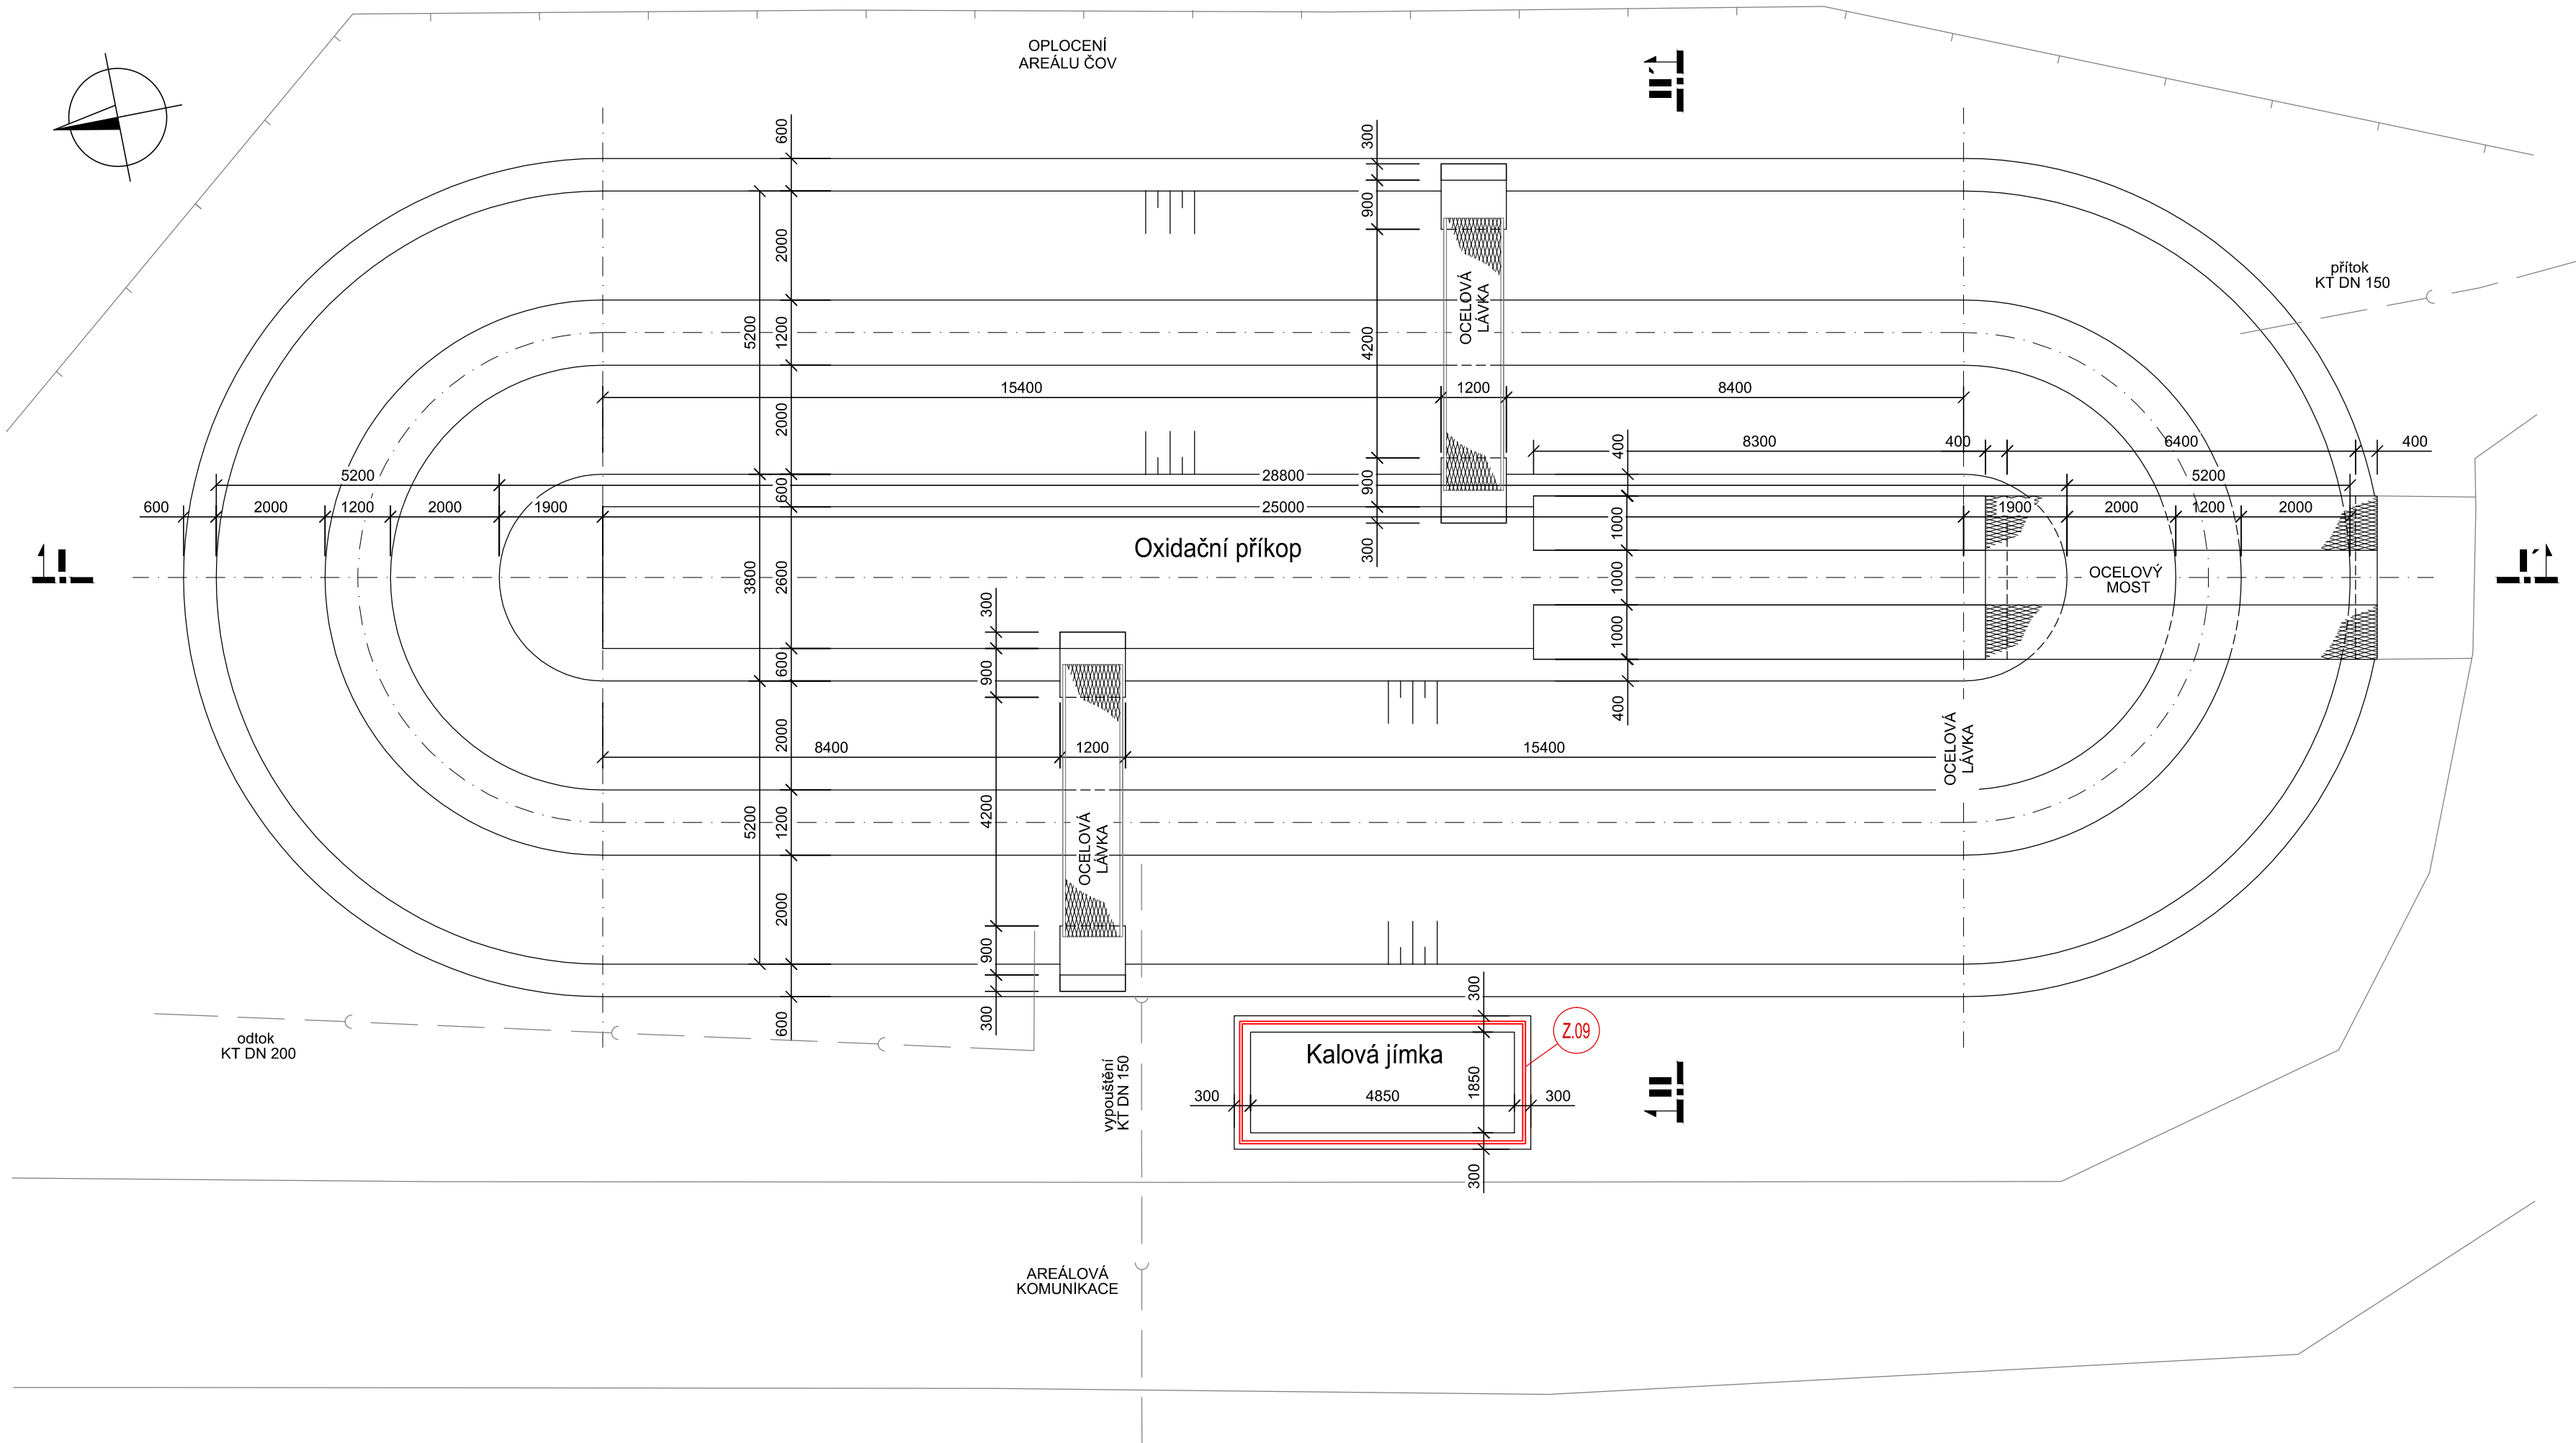 OPLOCENÍ
AREÁLU ČOV
II´
přítok
KT DN 150
600
2000
5200
1200
2000
600
3800
2600
600
2000
5200
1200
2000
600
300
900
4200
900
300
OCELOVÁ
LÁVKA
15400
1200
8400
8300
400
6400
400
5200
28800
5200
600
2000
1200
2000
1900
25000
1900
2000
1200
2000
400
1000
1000
1000
400
I
Oxidační příkop
OCELOVÝ
MOST
I´
300
900
4200
900
300
8400
1200
15400
OCELOVÁ
LÁVKA
OCELOVÁ
LÁVKA
odtok
KT DN 200
vypouštění
KT DN 150
Kalová jímka
Z.09
300
1850
300
300
4850
300
II
AREÁLOVÁ
KOMUNIKACE